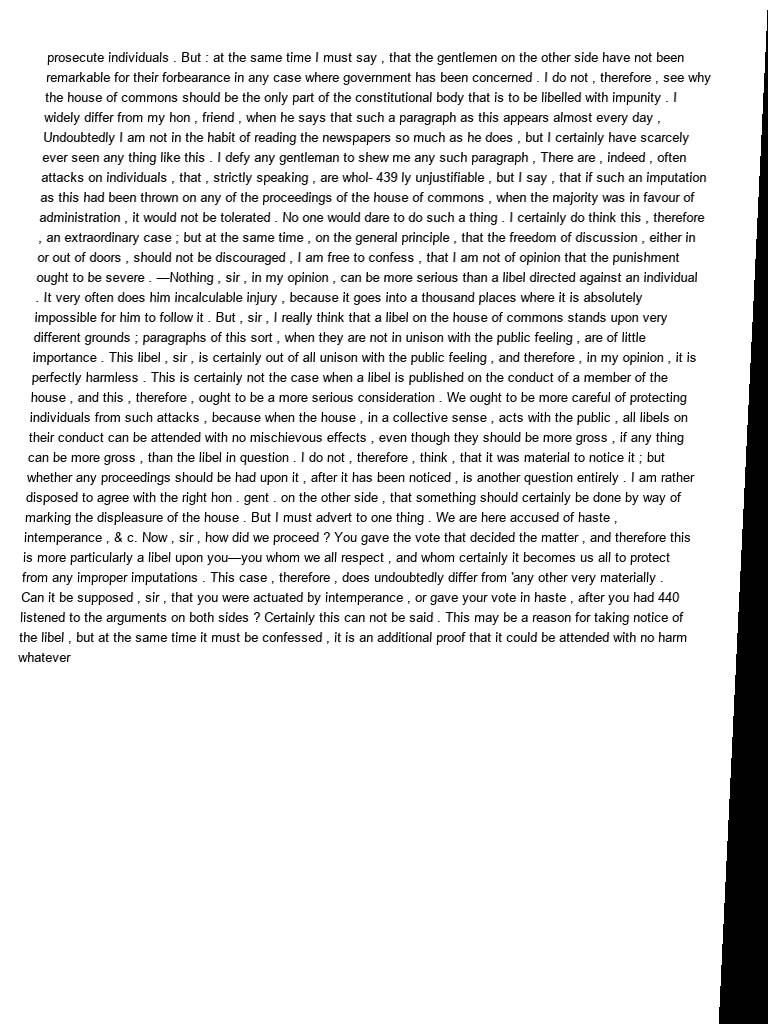 prosecute individuals . But : at the same time I must say , that the gentlemen on the other side have not been
remarkable for their forbearance in any case where government has been concerned . I do not , therefore , see why
the house of commons should be the only part of the constitutional body that is to be libelled with impunity . I
widely differ from my hon , friend , when he says that such a paragraph as this appears almost every day ,
Undoubtedly I am not in the habit of reading the newspapers so much as he does , but I certainly have scarcely
ever seen any thing like this . I defy any gentleman to shew me any such paragraph , There are , indeed , often
attacks on individuals , that , strictly speaking , are whol- 439 ly unjustifiable , but I say , that if such an imputation
as this had been thrown on any of the proceedings of the house of commons , when the majority was in favour of
administration , it would not be tolerated . No one would dare to do such a thing . I certainly do think this , therefore
, an extraordinary case ; but at the same time , on the general principle , that the freedom of discussion , either in
or out of doors , should not be discouraged , I am free to confess , that I am not of opinion that the punishment
ought to be severe . —Nothing , sir , in my opinion , can be more serious than a libel directed against an individual
. It very often does him incalculable injury , because it goes into a thousand places where it is absolutely
impossible for him to follow it . But , sir , I really think that a libel on the house of commons stands upon very
different grounds ; paragraphs of this sort , when they are not in unison with the public feeling , are of little
importance . This libel , sir , is certainly out of all unison with the public feeling , and therefore , in my opinion , it is
perfectly harmless . This is certainly not the case when a libel is published on the conduct of a member of the
house , and this , therefore , ought to be a more serious consideration . We ought to be more careful of protecting
individuals from such attacks , because when the house , in a collective sense , acts with the public , all libels on
their conduct can be attended with no mischievous effects , even though they should be more gross , if any thing
can be more gross , than the libel in question . I do not , therefore , think , that it was material to notice it ; but
whether any proceedings should be had upon it , after it has been noticed , is another question entirely . I am rather
disposed to agree with the right hon . gent . on the other side , that something should certainly be done by way of
marking the displeasure of the house . But I must advert to one thing . We are here accused of haste ,
intemperance , & c. Now , sir , how did we proceed ? You gave the vote that decided the matter , and therefore this
is more particularly a libel upon you—you whom we all respect , and whom certainly it becomes us all to protect
from any improper imputations . This case , therefore , does undoubtedly differ from 'any other very materially .
Can it be supposed , sir , that you were actuated by intemperance , or gave your vote in haste , after you had 440
listened to the arguments on both sides ? Certainly this can not be said . This may be a reason for taking notice of
the libel , but at the same time it must be confessed , it is an additional proof that it could be attended with no harm
whatever